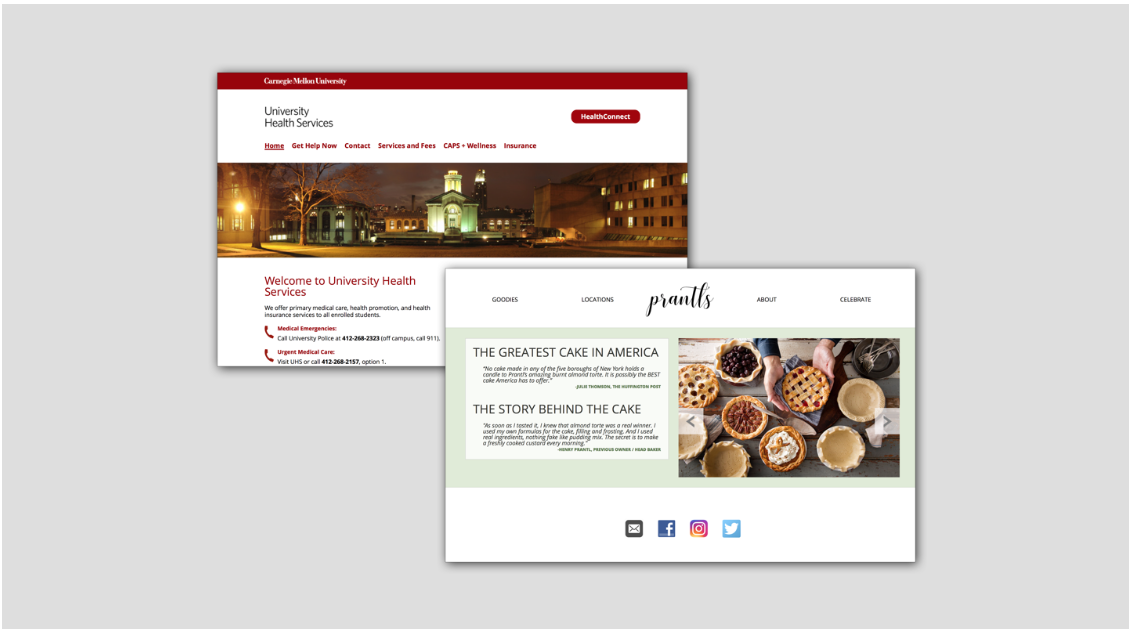 Carnegie Mellon University
University
Health Services
HealthConnect
Home Get Help Now Contact Services and Fees CAPS + Wellness Insurance
Welcome to University Health
Services
We offer primary medical care, health promotion, and health
insurance services to all enrolled students.
Medical Emergencies:
Call University Police at 412-268-2323 (off campus, call 911).
Urgent Medical Care:
Visit UHS or call 412-268-2157, option 1.
GOODIES LOCATIONS prantl's ABOUT CELEBRATE
THE GREATEST CAKE IN AMERICA
"No cake made in any of the five boroughs of New York holds a
candle to Prantl's amazing burnt almond torte. It is possibly the BEST
cake America has to offer."
-JULIE THOMSON, THE HUFFINGTON POST
THE STORY BEHIND THE CAKE
"As soon as I tasted it, I knew that almond torte was a real winner. I
used my own formulas for the cake, filling and frosting. And I used
real ingredients, nothing fake like pudding mix. The secret is to make
a freshly cooked custard every morning."
-HENRY PRANTL, PREVIOUS OWNER / HEAD BAKER